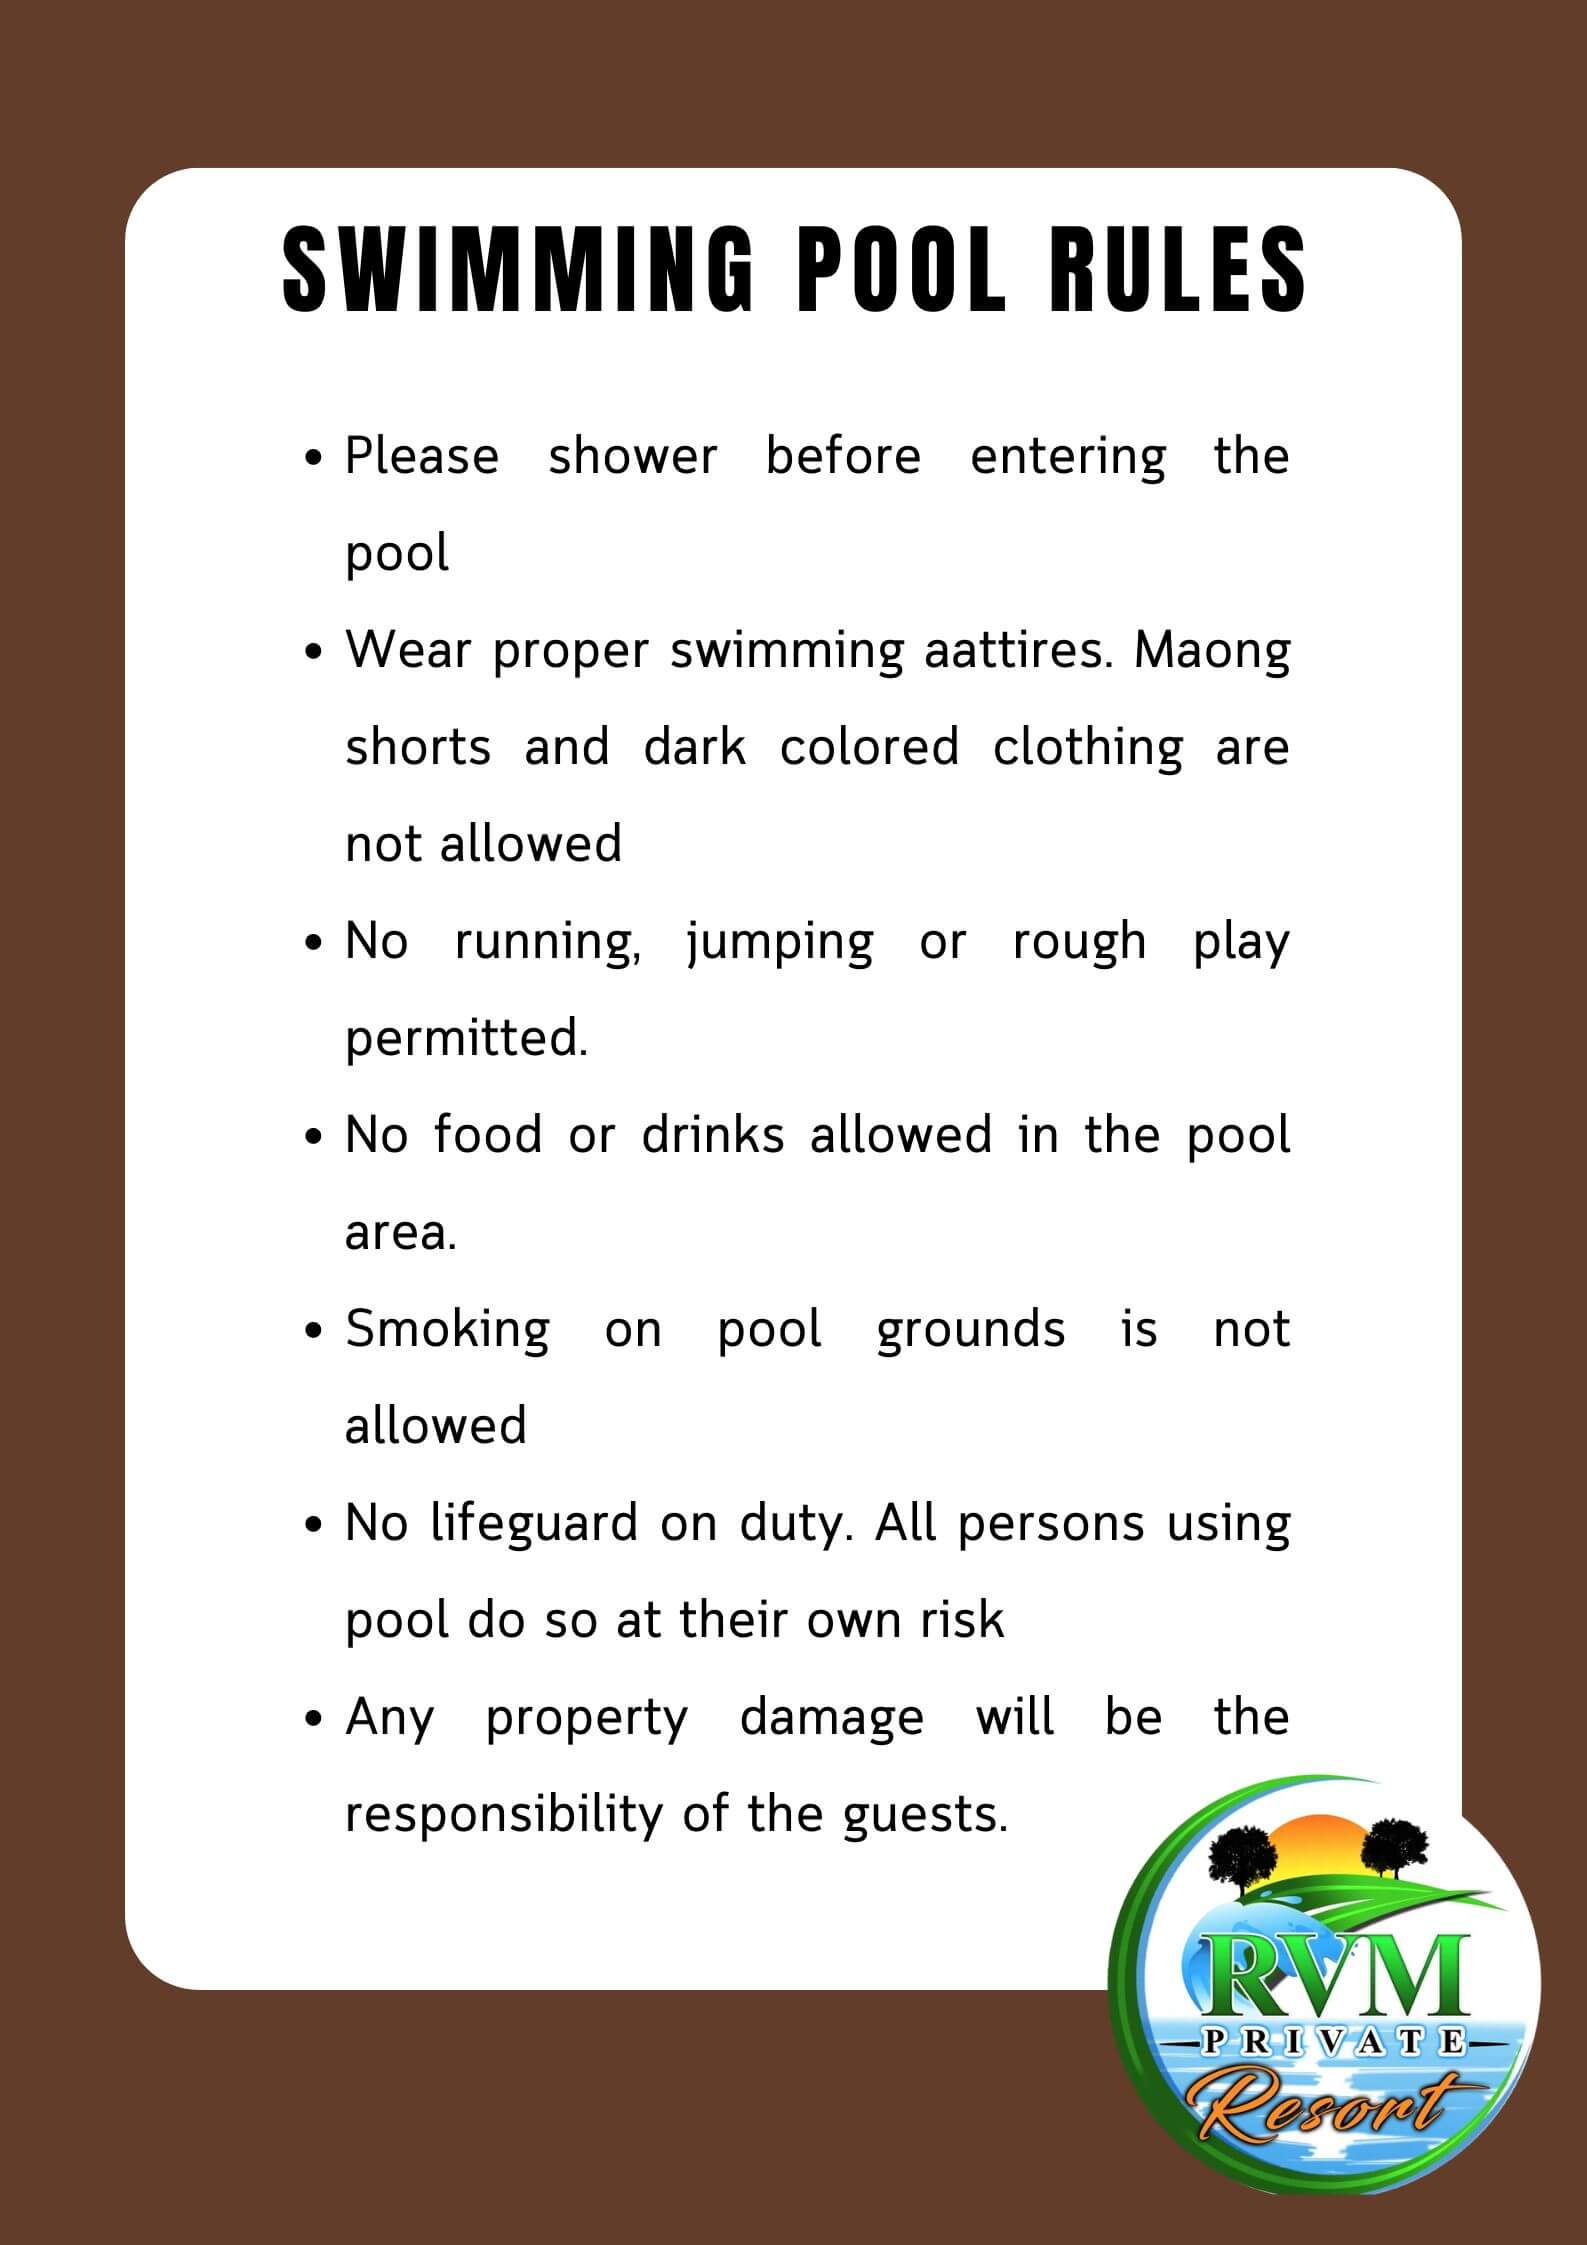 SWIMMING POOL RULES
• Please shower before entering the
pool
• Wear proper swimming aattires. Maong
shorts and dark colored clothing are
not allowed
• No running, jumping or rough play
permitted.
• No food or drinks allowed in the pool
area.
• Smoking on pool grounds is not
allowed
• No lifeguard on duty. All persons using
pool do so at their own risk
• Any property damage will be the
responsibility of the guests.
RVM
PRIVATE
Resort